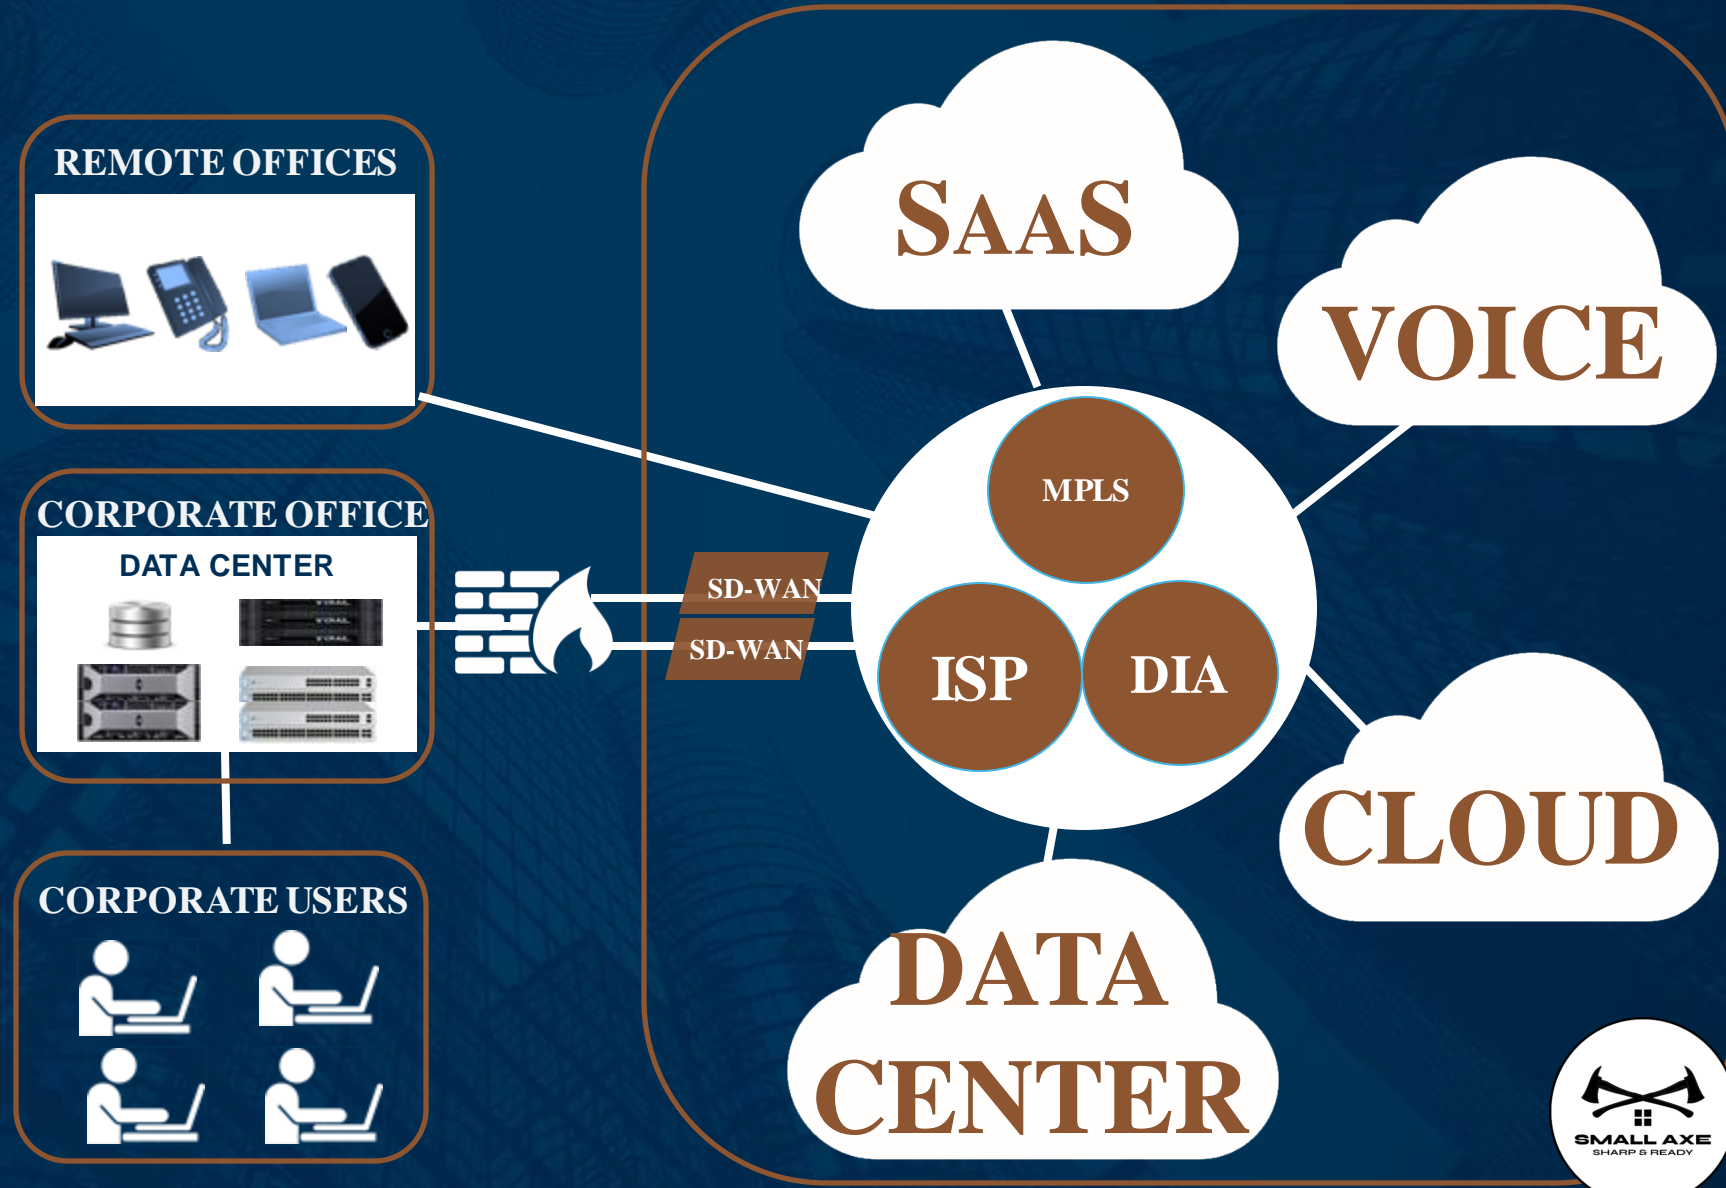 REMOTE OFFICES
CORPORATE OFFICE
DATA CENTER
CORPORATE USERS
SD-WAN
SD-WAN
SAAS
VOICE
MPLS
ISP
DIA
CLOUD
DATA
CENTER
SMALL AXE
SHARP & READY